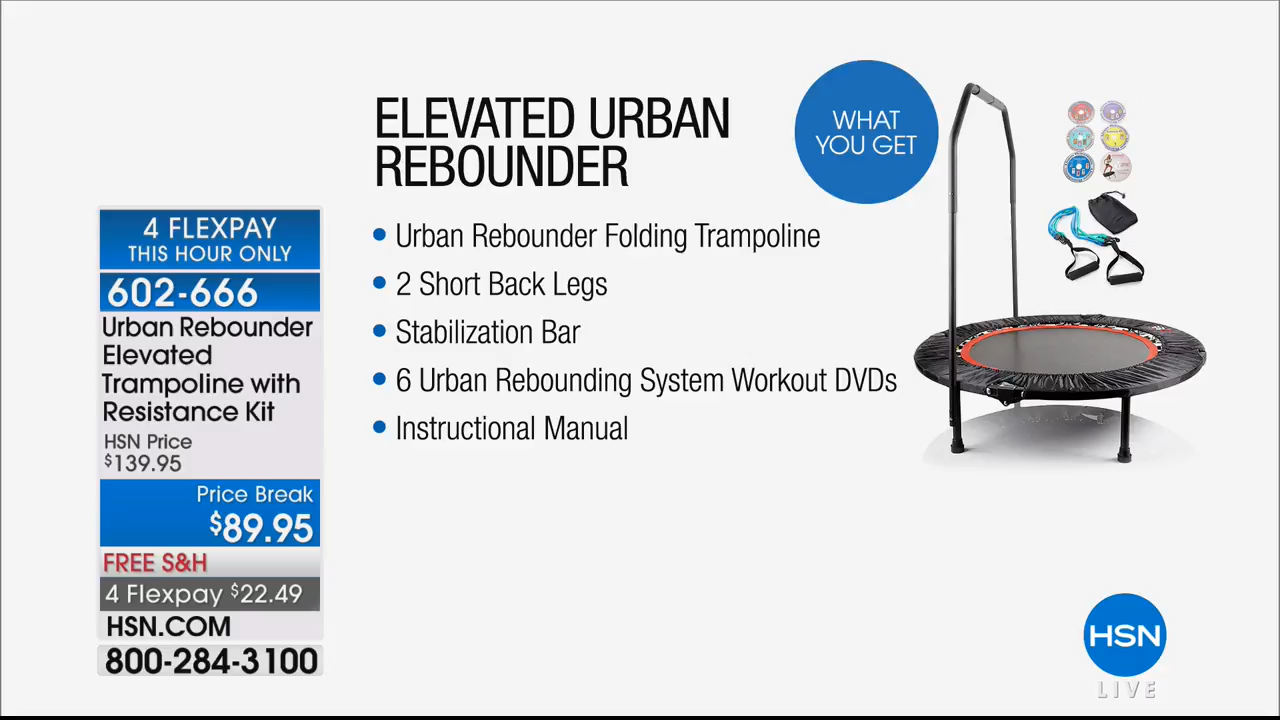 ELEVATED URBAN
REBOUNDER
WHAT
YOU GET
• Urban Rebounder Folding Trampoline
• 2 Short Back Legs
• Stabilization Bar
• 6 Urban Rebounding System Workout DVDs
• Instructional Manual
4 FLEXPAY
THIS HOUR ONLY
602-666
Urban Rebounder
Elevated
Trampoline with
Resistance Kit
HSN Price
$139.95
Price Break
$89.95
FREE S&H
4 Flexpay $22.49
HSN.COM
800-284-3100
HSN
LIVE